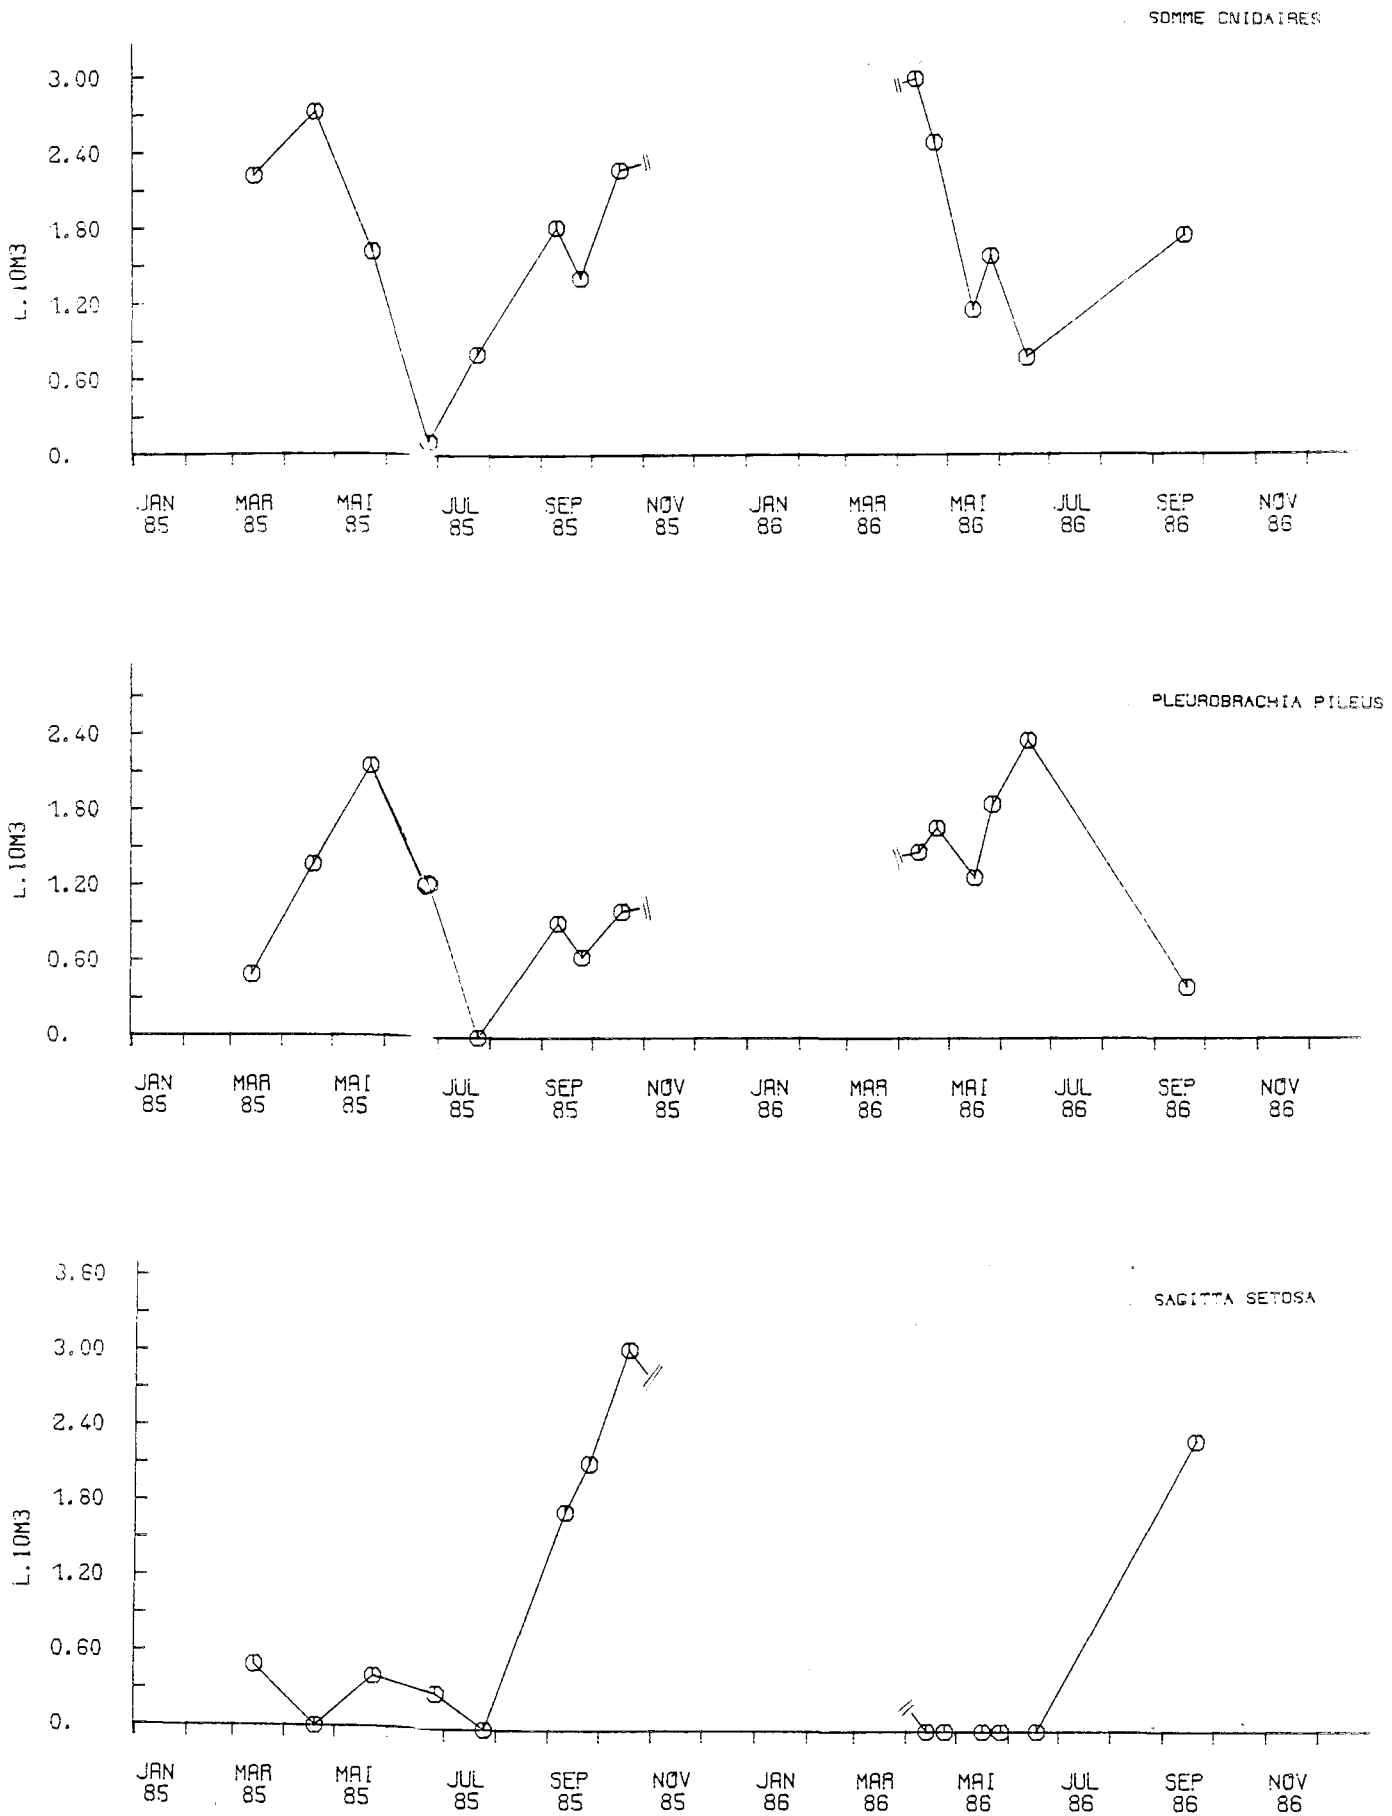 SOMME CNIDAIRES
3.00
2.40
1.80
1.20
0.60
0.
L.10M3
JAN MAR MAI JUL SEP NOV JAN MAR MAI JUL SEP NOV
85 85 85 85 85 85 86 86 86 86 86 86
PLEUROBRACHIA PILEUS
2.40
1.80
1.20
0.60
0.
L.10M3
JAN MAR MAI JUL SEP NOV JAN MAR MAI JUL SEP NOV
85 85 85 85 85 85 86 86 86 86 86 86
SAGITTA SETOSA
3.60
3.00
2.40
1.80
1.20
0.60
0.
L.10M3
JAN MAR MAI JUL SEP NOV JAN MAR MAI JUL SEP NOV
85 85 85 85 85 85 86 86 86 86 86 86